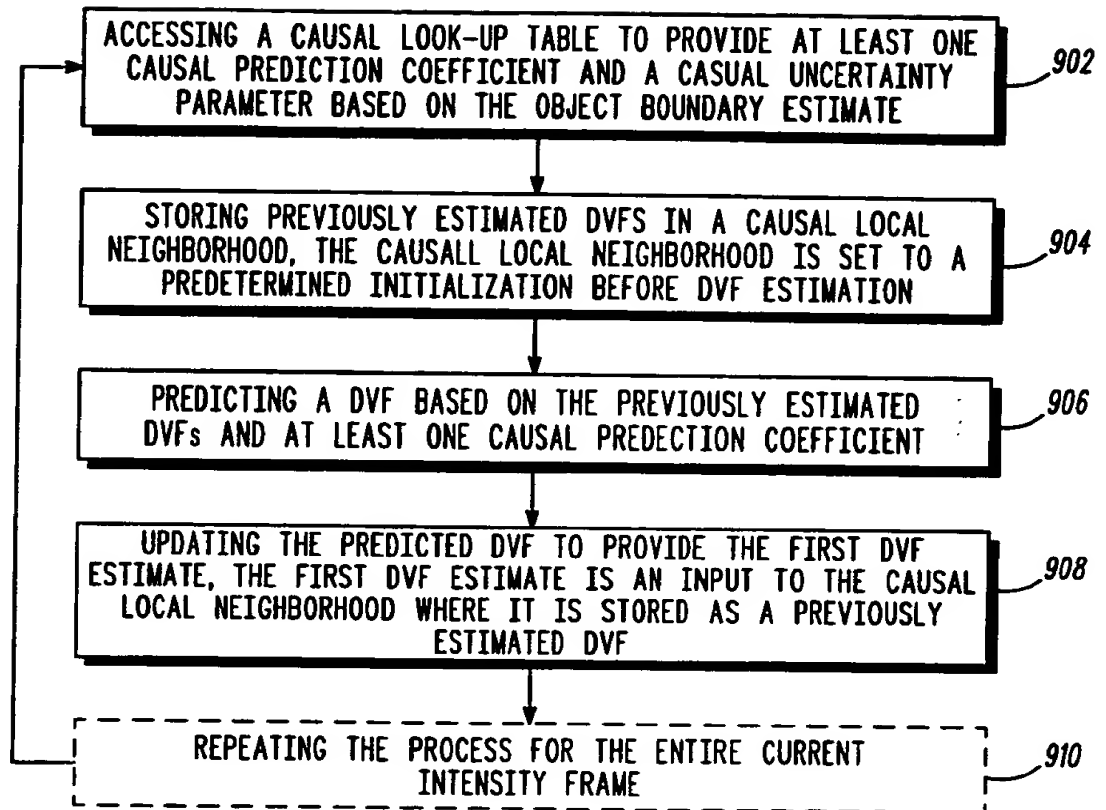 ACCESSING A CAUSAL LOOK-UP TABLE TO PROVIDE AT LEAST ONE
CAUSAL PREDICTION COEFFICIENT AND A CASUAL UNCERTAINTY
PARAMETER BASED ON THE OBJECT BOUNDARY ESTIMATE
902
STORING PREVIOUSLY ESTIMATED DVFS IN A CAUSAL LOCAL
NEIGHBORHOOD, THE CAUSALL LOCAL NEIGHBORHOOD IS SET TO A
PREDETERMINED INITIALIZATION BEFORE DVF ESTIMATION
904
PREDICTING A DVF BASED ON THE PREVIOUSLY ESTIMATED
DVFs AND AT LEAST ONE CAUSAL PREDECTION COEFFICIENT
906
UPDATING THE PREDICTED DVF TO PROVIDE THE FIRST DVF
ESTIMATE, THE FIRST DVF ESTIMATE IS AN INPUT TO THE CAUSAL
LOCAL NEIGHBORHOOD WHERE IT IS STORED AS A PREVIOUSLY
ESTIMATED DVF
908
REPEATING THE PROCESS FOR THE ENTIRE CURRENT
INTENSITY FRAME
910